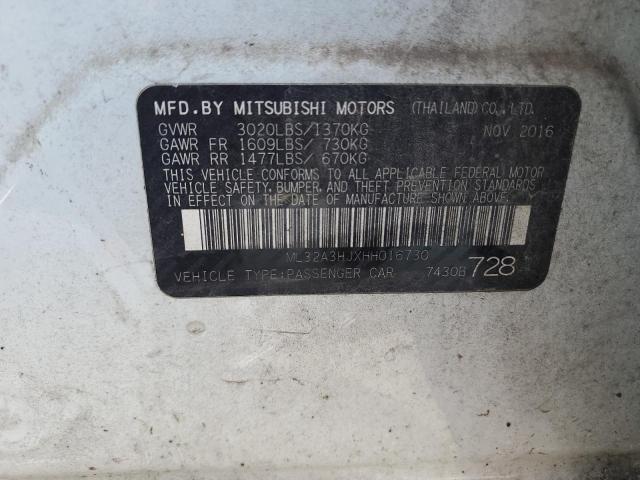 MFD.BY MITSUBISHI MOTORS (THAILAND) CO., LTD.
GVWR 3020LBS/1370KG NOV 2016
GAWR FR 1609LBS/ 730KG
GAWR RR 1477LBS/ 670KG
THIS VEHICLE CONFORMS TO ALL APPLICABLE FEDERAL MOTOR
VEHICLE SAFETY, BUMPER, AND THEFT PREVENTION STANDARDS
IN EFFECT ON THE DATE OF MANUFACTURE SHOWN ABOVE.
ML32A3HJXHH016730
VEHICLE TYPE:PASSENGER CAR 7430B 728